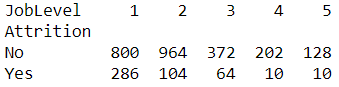 JobLevel 1 2 3 4 5
Attrition
No 800 964 372 202 128
Yes 286 104 64 10 10